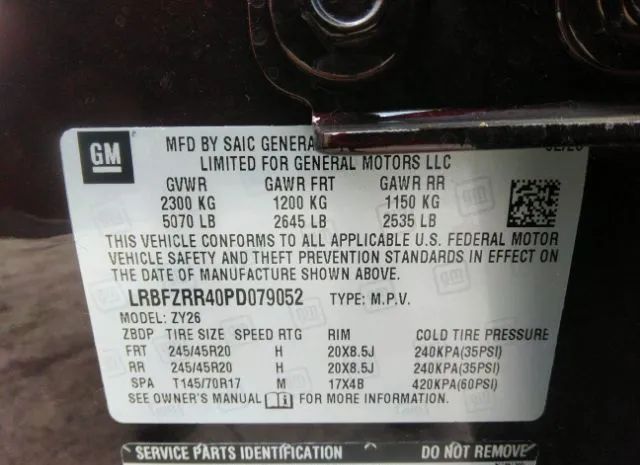 GM
MFD BY SAIC GENERAL
LIMITED FOR GENERAL MOTORS LLC
GVWR GAWR FRT GAWR RR
2300 KG 1200 KG 1150 KG
5070 LB 2645 LB 2535 LB
THIS VEHICLE CONFORMS TO ALL APPLICABLE U.S. FEDERAL MOTOR
VEHICLE SAFETY AND THEFT PREVENTION STANDARDS IN EFFECT ON
THE DATE OF MANUFACTURE SHOWN ABOVE.
LRBFZRR40PD079052 TYPE: M.P.V.
MODEL: ZY26
ZBDP TIRE SIZE SPEED RTG RIM COLD TIRE PRESSURE
FRT 245/45R20 H 20X8.5J 240KPA(35PSI)
RR 245/45R20 H 20X8.5J 240KPA(35PSI)
SPA T145/70R17 M 17X4B 420KPA(60PSI)
SEE OWNER'S MANUAL FOR MORE INFORMATION.
SERVICE PARTS IDENTIFICATION DO NOT REMOVE